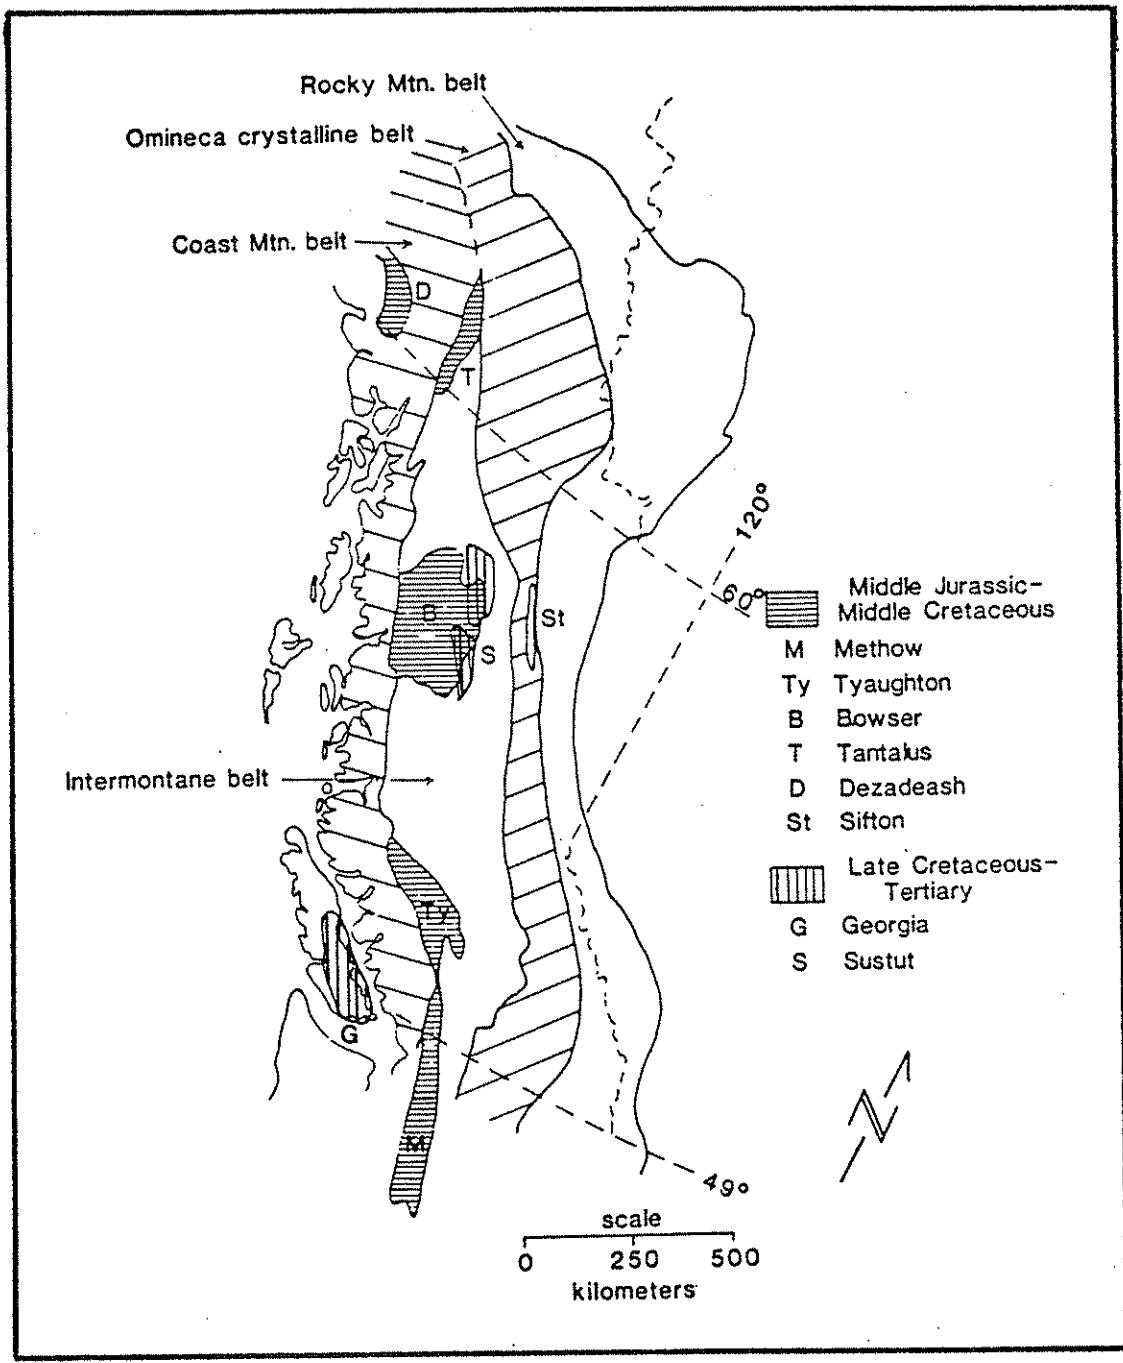 Rocky Mtn. belt
Omineca crystalline belt
Coast Mtn. belt
D
T
120°
60°
B
St
S
Intermontane belt
Ty
G
M
49°
Middle Jurassic-
Middle Cretaceous
M Methow
Ty Tyaughton
B Bowser
T Tantalus
D Dezadeash
St Sifton
Late Cretaceous-
Tertiary
G Georgia
S Sustut
N
scale
0 250 500
kilometers